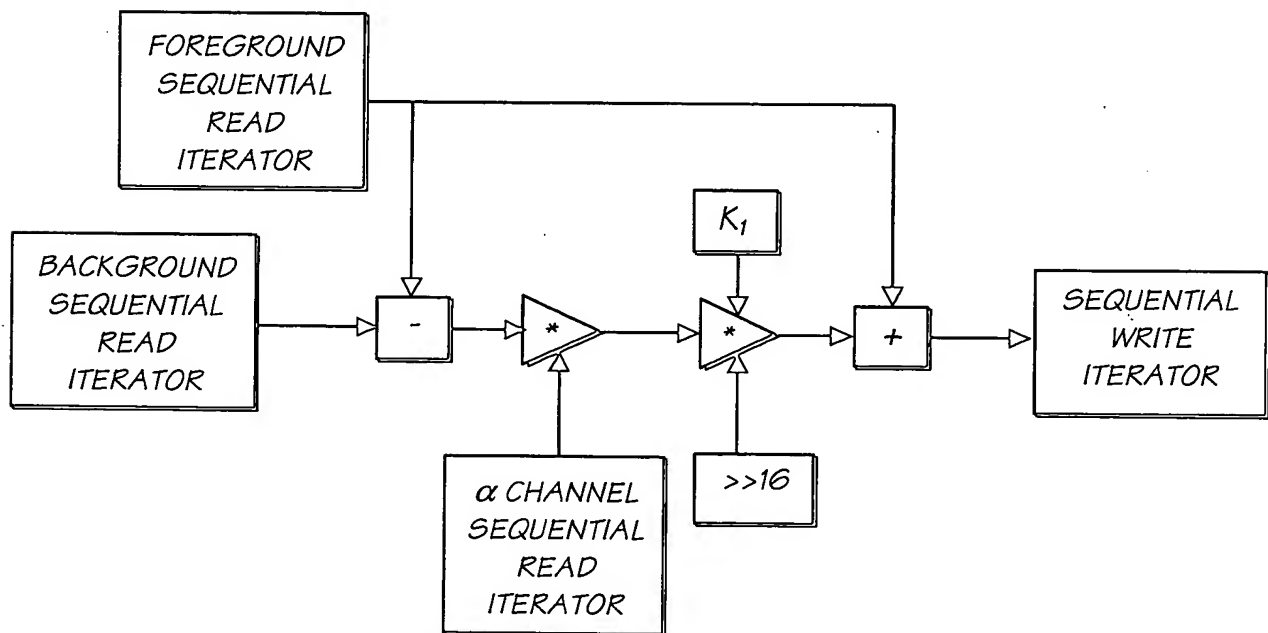 FOREGROUND
SEQUENTIAL
READ
ITERATOR
K₁
BACKGROUND
SEQUENTIAL
READ
ITERATOR
-
*
*
+
SEQUENTIAL
WRITE
ITERATOR
α CHANNEL
SEQUENTIAL
READ
ITERATOR
>>16